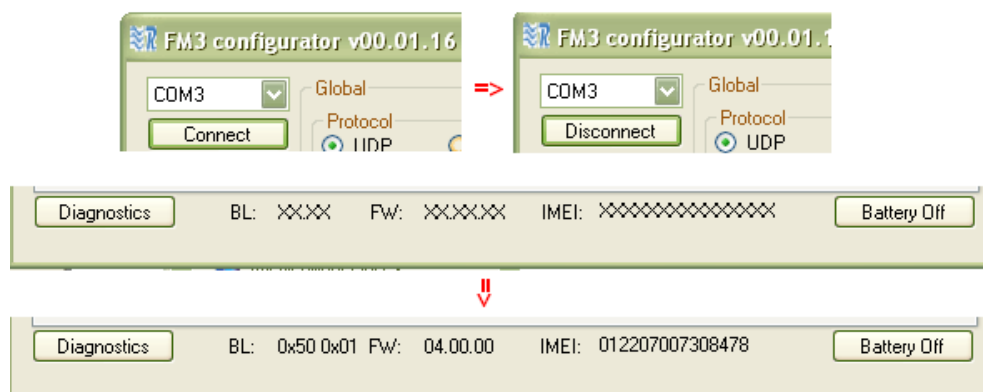 FM3 configurator v00.01.16
COM3
Global
Protocol
Connect
UDP
=>
FM3 configurator v00.01.1
COM3
Global
Protocol
Disconnect
UDP
Diagnostics BL: XX.XX FW: XX.XX.XX IMEI: XXXXXXXXXXXXXX Battery Off
=>
Diagnostics BL: 0x50 0x01 FW: 04.00.00 IMEI: 012207007308478 Battery Off